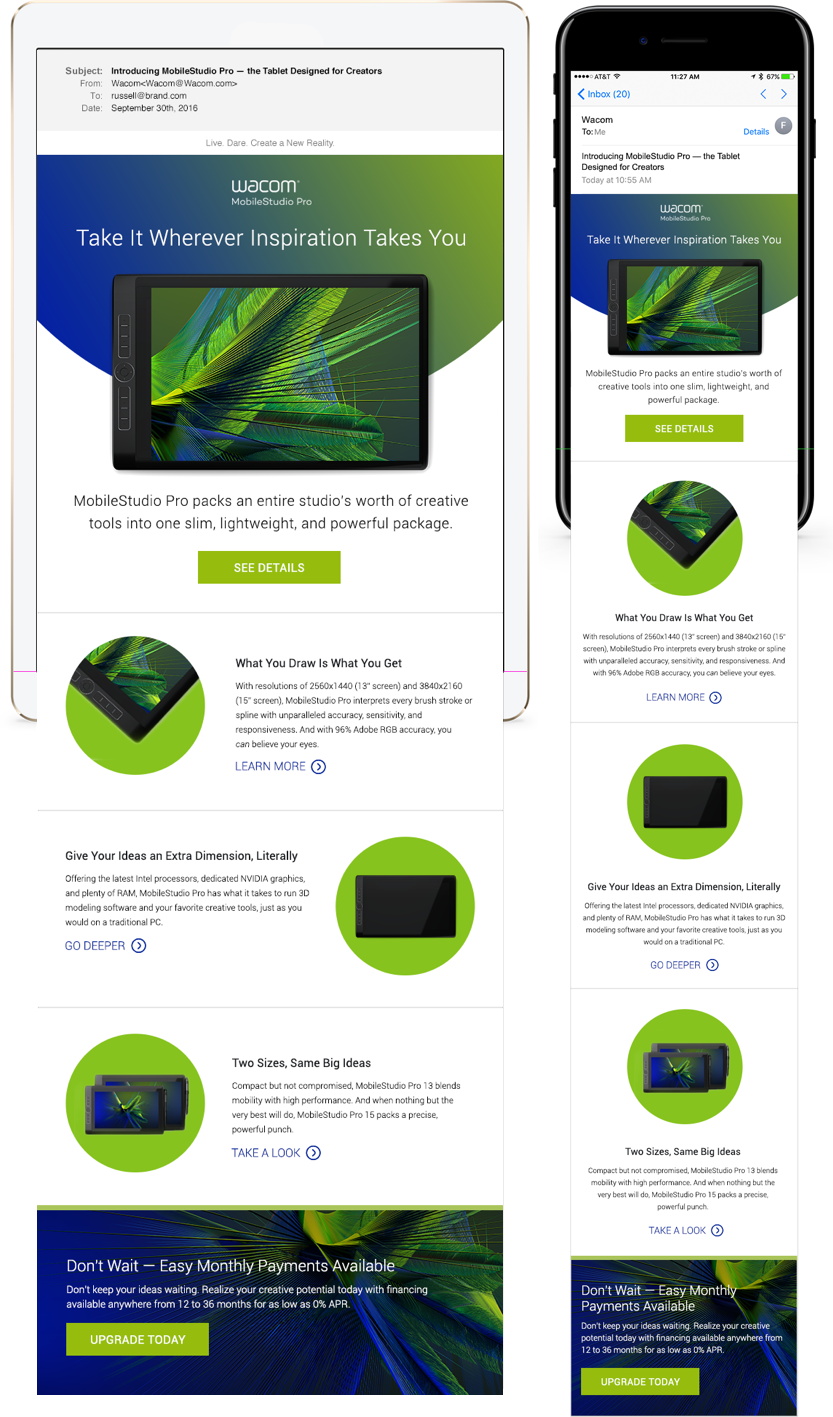 Subject: Introducing MobileStudio Pro — the Tablet Designed for Creators
From: Wacom<Wacom@Wacom.com>
To: russell@brand.com
Date: September 30th, 2016
Live. Dare. Create a New Reality.
wacom®
MobileStudio Pro
Take It Wherever Inspiration Takes You
MobileStudio Pro packs an entire studio's worth of creative
tools into one slim, lightweight, and powerful package.
SEE DETAILS
What You Draw Is What You Get
With resolutions of 2560x1440 (13" screen) and 3840x2160
(15" screen), MobileStudio Pro interprets every brush stroke or
spline with unparalleled accuracy, sensitivity, and
responsiveness. And with 96% Adobe RGB accuracy, you
can believe your eyes.
LEARN MORE
Give Your Ideas an Extra Dimension, Literally
Offering the latest Intel processors, dedicated NVIDIA graphics,
and plenty of RAM, MobileStudio Pro has what it takes to run 3D
modeling software and your favorite creative tools, just as you
would on a traditional PC.
GO DEEPER
Two Sizes, Same Big Ideas
Compact but not compromised, MobileStudio Pro 13 blends
mobility with high performance. And when nothing but the
very best will do, MobileStudio Pro 15 packs a precise,
powerful punch.
TAKE A LOOK
Don't Wait — Easy Monthly Payments Available
Don't keep your ideas waiting. Realize your creative potential today with financing
available anywhere from 12 to 36 months for as low as 0% APR.
UPGRADE TODAY
AT&T 11:27 AM 67%
Inbox (20)
Wacom
To: Me Details F
Introducing MobileStudio Pro — the Tablet
Designed for Creators
Today at 10:55 AM
wacom®
MobileStudio Pro
Take It Wherever Inspiration Takes You
MobileStudio Pro packs an entire studio's worth of
creative tools into one slim, lightweight, and
powerful package.
SEE DETAILS
What You Draw Is What You Get
With resolutions of 2560x1440 (13" screen) and 3840x2160 (15"
screen), MobileStudio Pro interprets every brush stroke or spline
with unparalleled accuracy, sensitivity, and responsiveness. And
with 96% Adobe RGB accuracy, you can believe your eyes.
LEARN MORE
Give Your Ideas an Extra Dimension, Literally
Offering the latest Intel processors, dedicated NVIDIA graphics,
and plenty of RAM, MobileStudio Pro has what it takes to run 3D
modeling software and your favorite creative tools, just as you
would on a traditional PC.
GO DEEPER
Two Sizes, Same Big Ideas
Compact but not compromised, MobileStudio Pro 13 blends
mobility with high performance. And when nothing but the
very best will do, MobileStudio Pro 15 packs a precise,
powerful punch.
TAKE A LOOK
Don't Wait — Easy Monthly
Payments Available
Don't keep your ideas waiting. Realize your creative
potential today with financing available anywhere from
12 to 36 months for as low as 0% APR.
UPGRADE TODAY